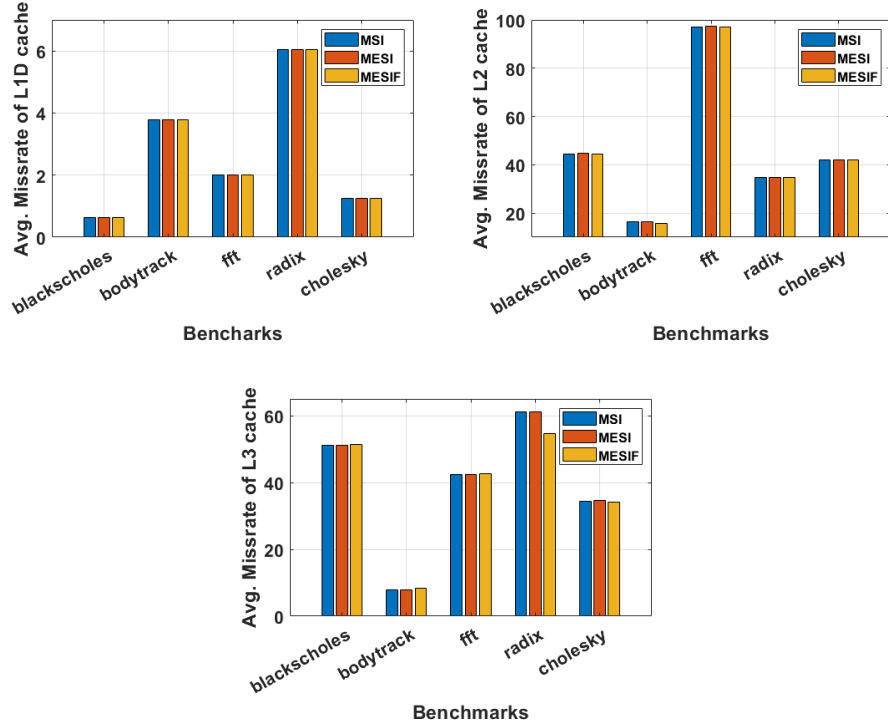 Avg. Missrate of L1D cache
6
4
2
0
MSI
MESI
MESIF
blackscholes
bodytrack
fft
radix
cholesky
Bencharks
Avg. Missrate of L2 cache
100
80
60
40
20
MSI
MESI
MESIF
blackscholes
bodytrack
fft
radix
cholesky
Benchmarks
Avg. Missrate of L3 cache
60
40
20
0
MSI
MESI
MESIF
blackscholes
bodytrack
fft
radix
cholesky
Benchmarks